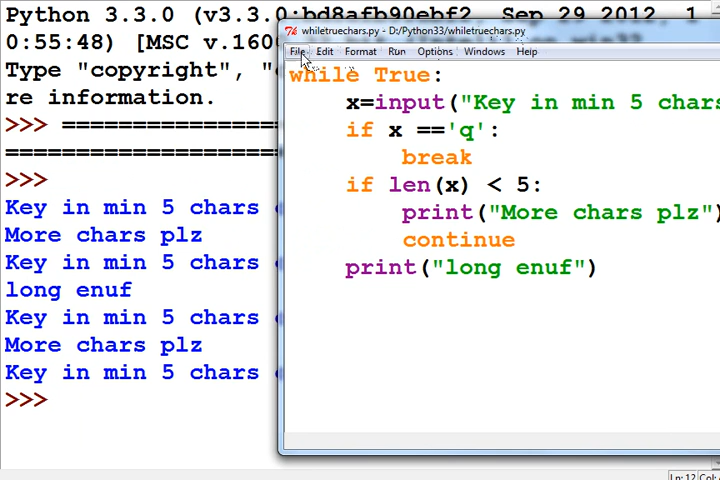 Python 3.3.0 (v3.3.0:bd8afb90ebf2, Sep 29 2012, 1
0:55:48) [MSC v.160
Type "copyright", "
re information.
>>> ================
====================
>>>
Key in min 5 chars
More chars plz
Key in min 5 chars
long enuf
Key in min 5 chars
More chars plz
Key in min 5 chars
>>>
whiletruechars.py - D:/Python33/whiletruechars.py
File Edit Format Run Options Windows Help
while True:
x=input("Key in min 5 chars
if x =='q':
break
if len(x) < 5:
print("More chars plz")
continue
print("long enuf")
Ln: 12 Col: